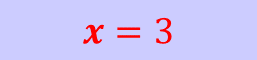 x = 3